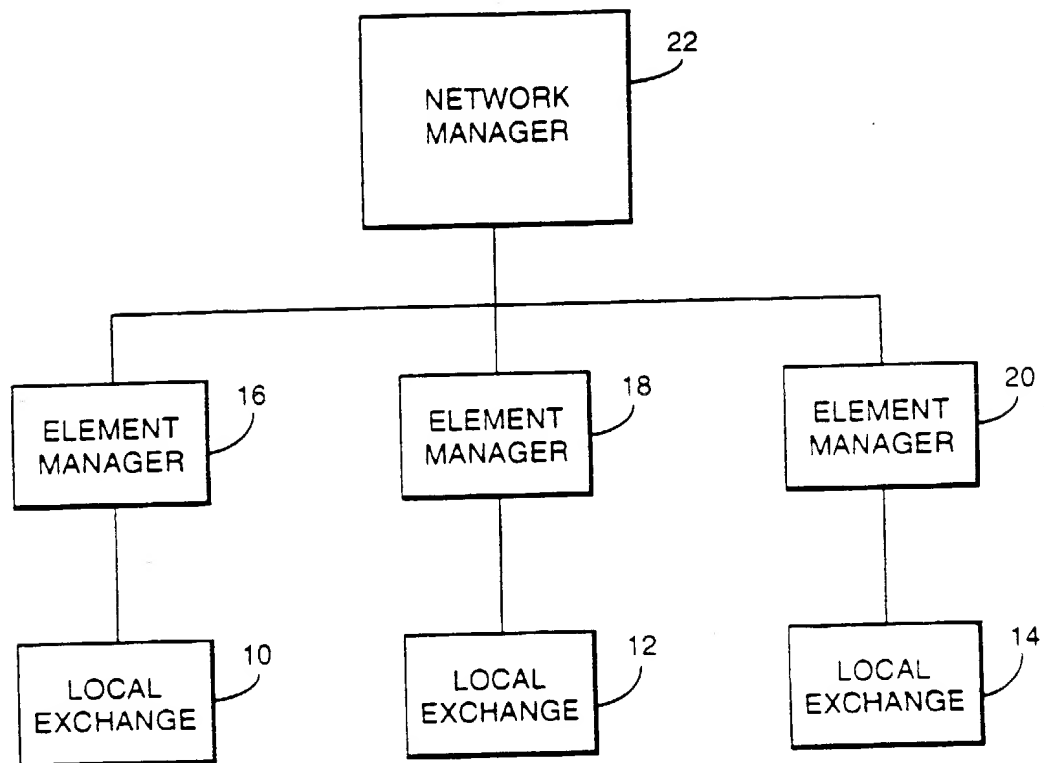 22
NETWORK
MANAGER
16
ELEMENT
MANAGER
18
ELEMENT
MANAGER
20
ELEMENT
MANAGER
10
LOCAL
EXCHANGE
12
LOCAL
EXCHANGE
14
LOCAL
EXCHANGE